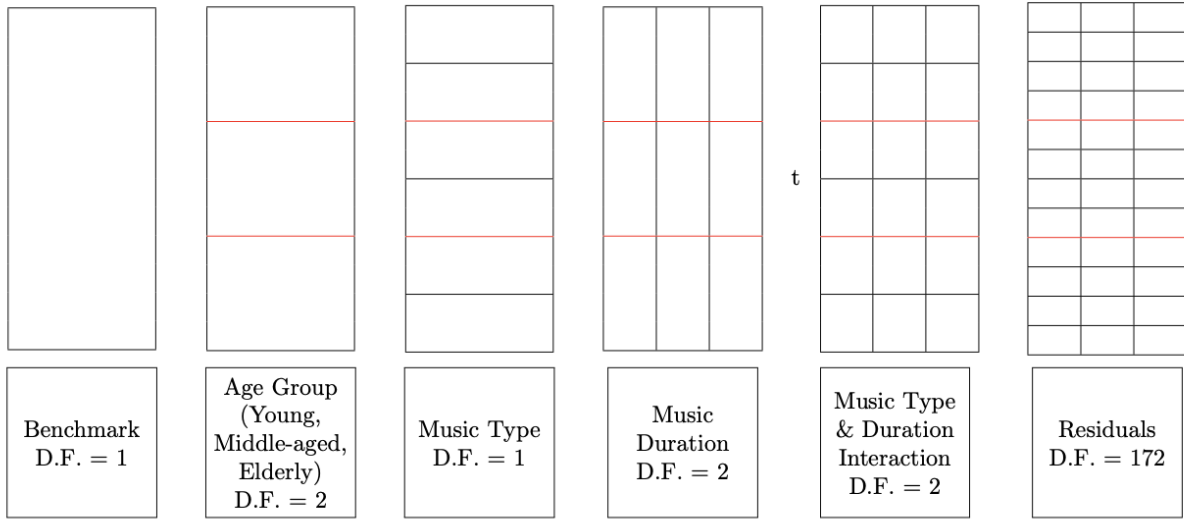 t
Benchmark
D.F. = 1
Age Group
(Young,
Middle-aged,
Elderly)
D.F. = 2
Music Type
D.F. = 1
Music
Duration
D.F. = 2
Music Type
& Duration
Interaction
D.F. = 2
Residuals
D.F. = 172